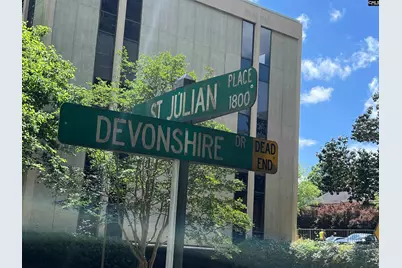 ST JULIAN PLACE
1800
DEVONSHIRE DR
DEAD
END